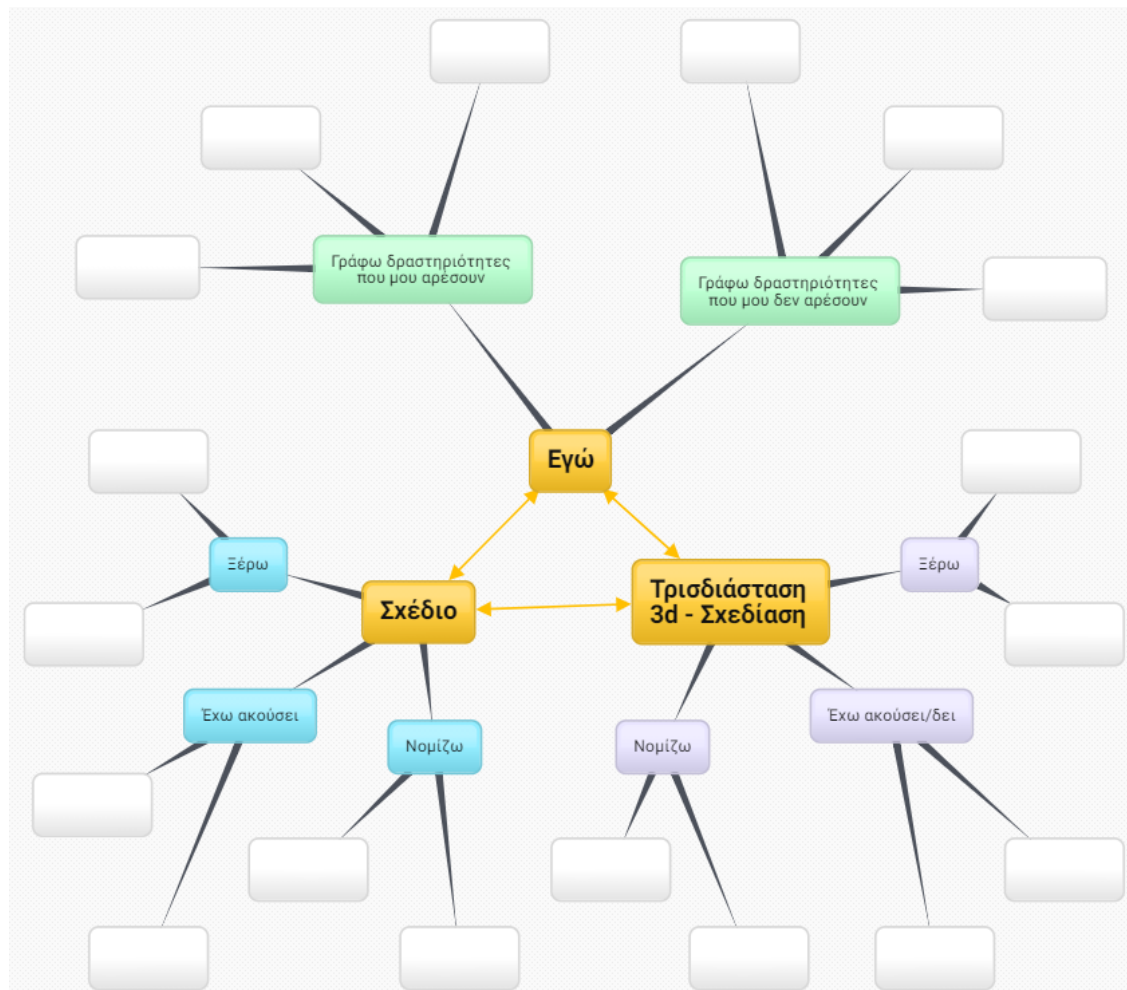 Γράφω δραστηριότητες
που μου αρέσουν
Γράφω δραστηριότητες
που μου δεν αρέσουν
Εγώ
Ξέρω
Σχέδιο
Έχω ακούσει
Νομίζω
Τρισδιάσταση
3d - Σχεδίαση
Ξέρω
Νομίζω
Έχω ακούσει/δει